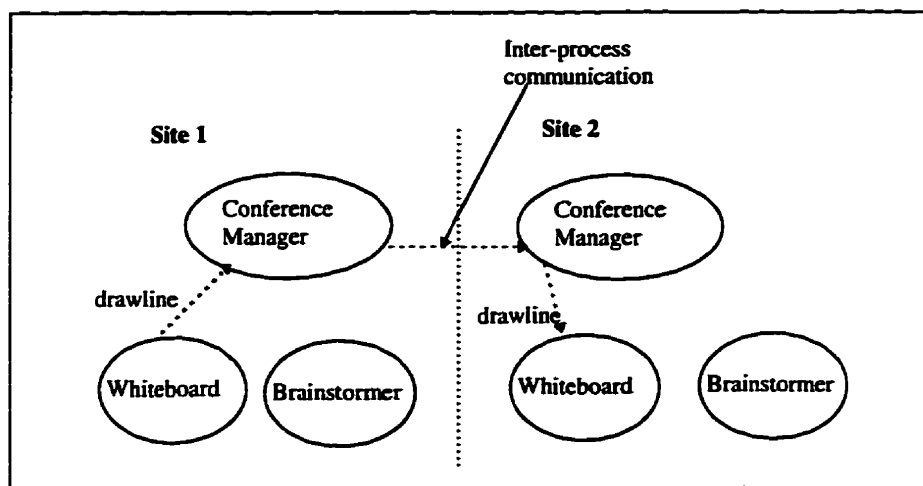 Inter-process
communication
Site 1
Site 2
Conference
Manager
Conference
Manager
drawline
drawline
Whiteboard
Brainstormer
Whiteboard
Brainstormer